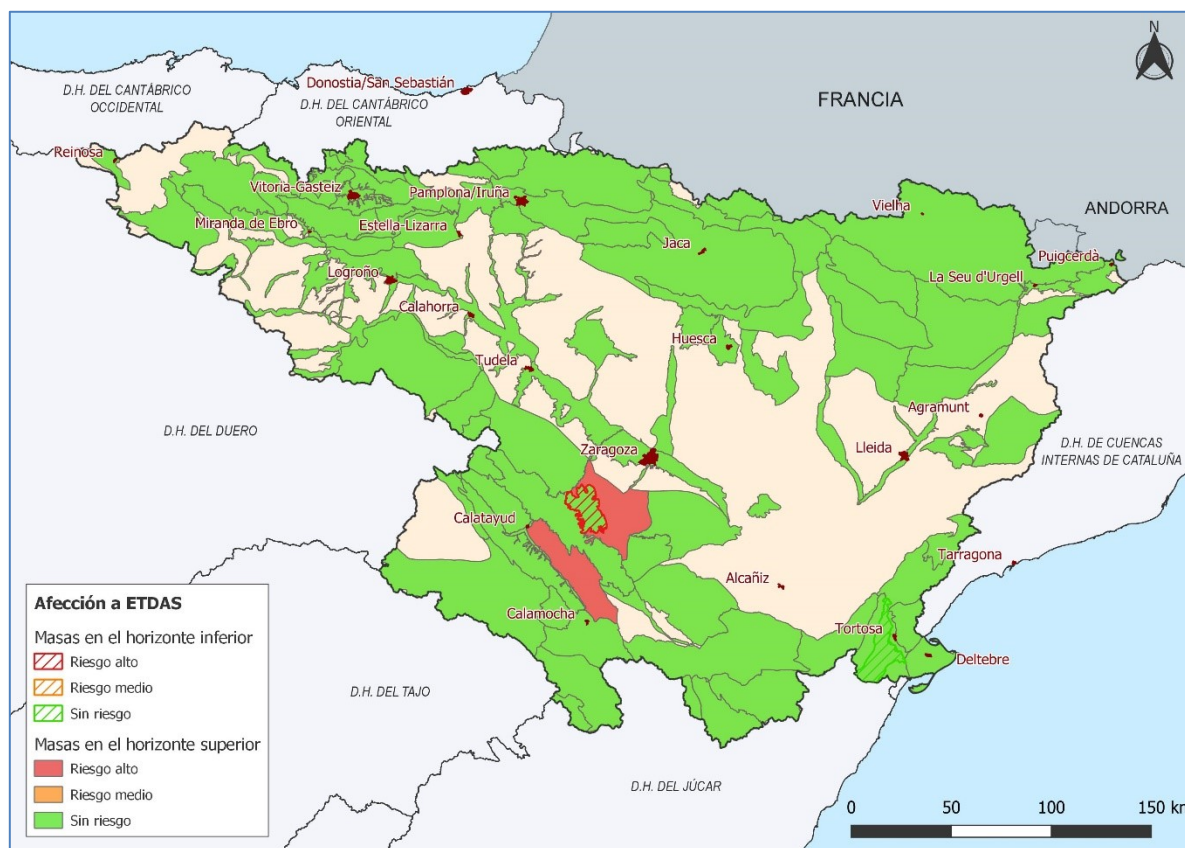 N
Donostia/San Sebastián
D.H. DEL CANTÁBRICO
OCCIDENTAL
D.H. DEL CANTÁBRICO
ORIENTAL
FRANCIA
Reinosa
Vitoria-Gasteiz
Pamplona/Iruña
Vielha
ANDORRA
Miranda de Ebro
Estella-Lizarra
Jaca
Puigcerdà
La Seu d'Urgell
Logroño
Calahorra
Huesca
Tudela
Agramunt
D.H. DEL DUERO
Zaragoza
Lleida
D.H. DE CUENCAS
INTERNAS DE CATALUÑA
Calatayud
Tarragona
Alcañiz
Calamocha
Tortosa
Deltebre
D.H. DEL TAJO
D.H. DEL JÚCAR
Afección a ETDAS
Masas en el horizonte inferior
Riesgo alto
Riesgo medio
Sin riesgo
Masas en el horizonte superior
Riesgo alto
Riesgo medio
Sin riesgo
0 50 100 150 km